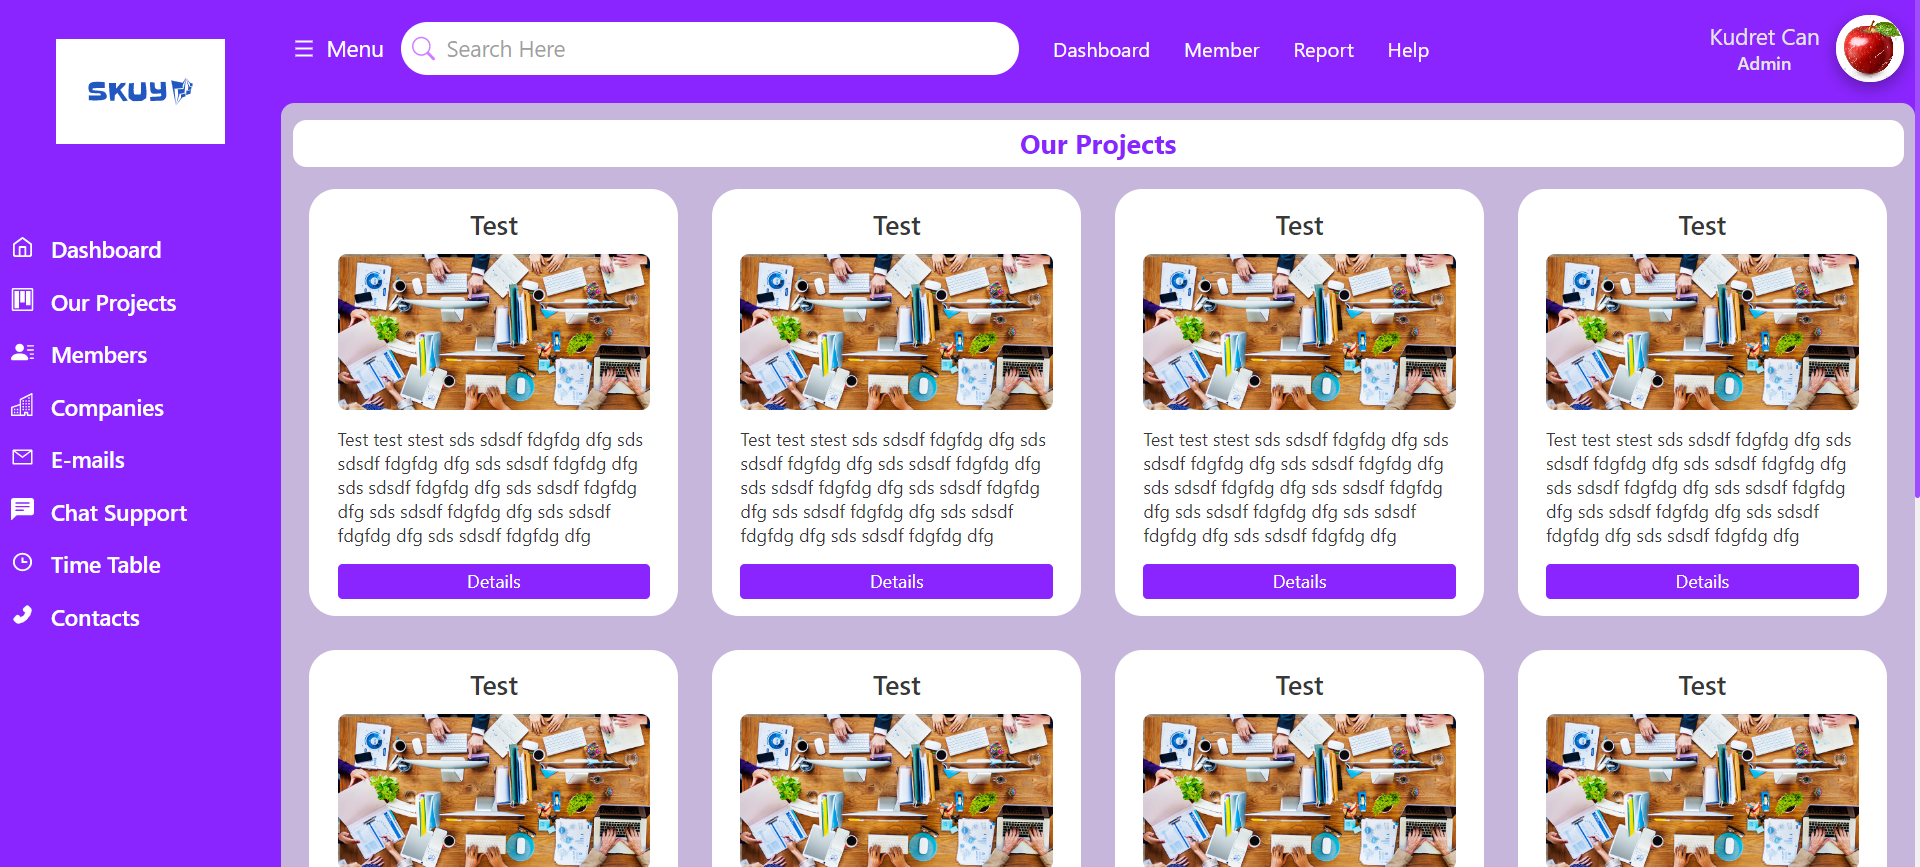 SKUY
Menu
Search Here
Dashboard
Member
Report
Help
Kudret Can
Admin
Dashboard
Our Projects
Members
Companies
E-mails
Chat Support
Time Table
Contacts
Our Projects
Test
Test test stest sds sdsdf fdgfdg dfg sds
sdsdf fdgfdg dfg sds sdsdf fdgfdg dfg
sds sdsdf fdgfdg dfg sds sdsdf fdgfdg
dfg sds sdsdf fdgfdg dfg sds sdsdf
fdgfdg dfg sds sdsdf fdgfdg dfg
Details
Test
Test test stest sds sdsdf fdgfdg dfg sds
sdsdf fdgfdg dfg sds sdsdf fdgfdg dfg
sds sdsdf fdgfdg dfg sds sdsdf fdgfdg
dfg sds sdsdf fdgfdg dfg sds sdsdf
fdgfdg dfg sds sdsdf fdgfdg dfg
Details
Test
Test test stest sds sdsdf fdgfdg dfg sds
sdsdf fdgfdg dfg sds sdsdf fdgfdg dfg
sds sdsdf fdgfdg dfg sds sdsdf fdgfdg
dfg sds sdsdf fdgfdg dfg sds sdsdf
fdgfdg dfg sds sdsdf fdgfdg dfg
Details
Test
Test test stest sds sdsdf fdgfdg dfg sds
sdsdf fdgfdg dfg sds sdsdf fdgfdg dfg
sds sdsdf fdgfdg dfg sds sdsdf fdgfdg
dfg sds sdsdf fdgfdg dfg sds sdsdf
fdgfdg dfg sds sdsdf fdgfdg dfg
Details
Test
Test
Test
Test